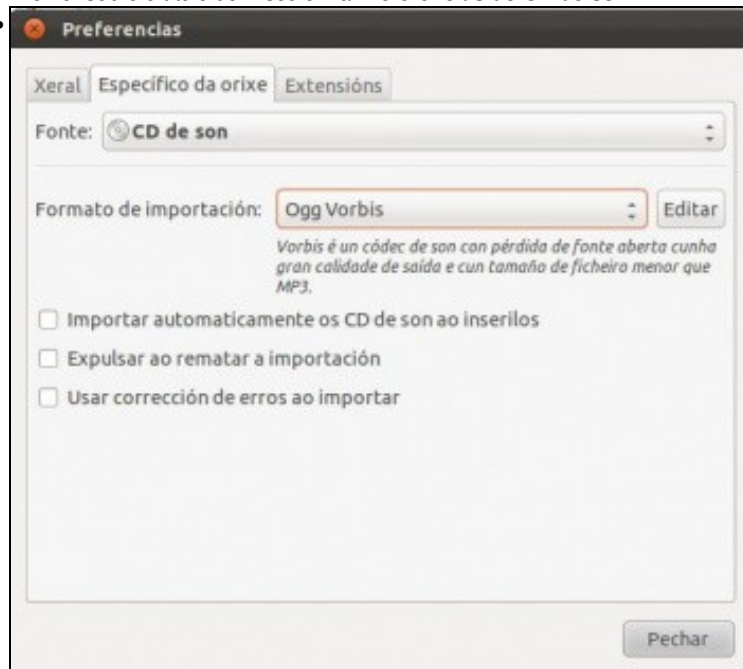 Preferencias
Xeral
Específico da orixe
Extensións
Fonte:
CD de son
Formato de importación:
Ogg Vorbis
Editar
Vorbis é un códec de son con pérdida de fonte aberta cunha
gran calidade de saída e cun tamaño de ficheiro menor que
MP3.
Importar automaticamente os CD de son ao inserilos
Expulsar ao rematar a importación
Usar corrección de erros ao importar
Pechar